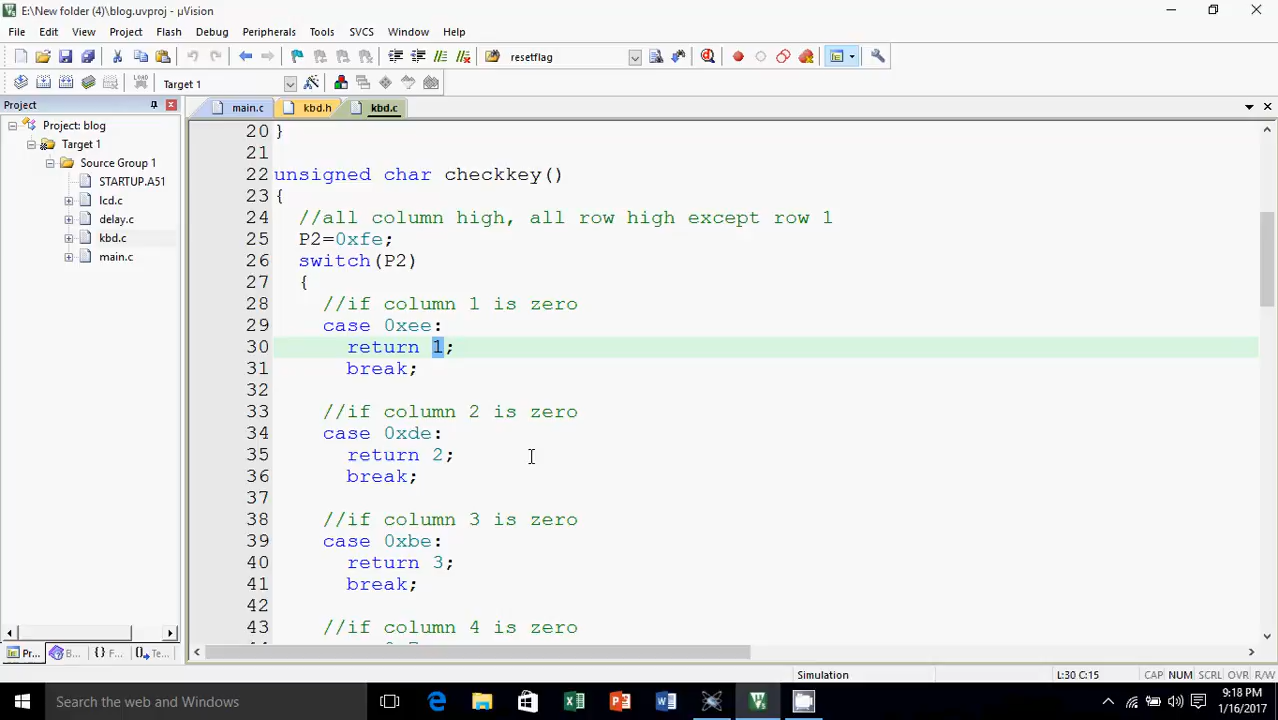 E:\New folder (4)\blog.uvproj - µVision
File Edit View Project Flash Debug Peripherals Tools SVCS Window Help
resetflag
LOAD Target 1
Project
main.c kbd.h kbd.c
Project: blog
Target 1
Source Group 1
STARTUP.A51
lcd.c
delay.c
kbd.c
main.c
20 }
21
22 unsigned char checkkey()
23 {
24 //all column high, all row high except row 1
25 P2=0xfe;
26 switch(P2)
27 {
28 //if column 1 is zero
29 case 0xee:
30 return 1;
31 break;
32
33 //if column 2 is zero
34 case 0xde:
35 return 2;
36 break;
37
38 //if column 3 is zero
39 case 0xbe:
40 return 3;
41 break;
42
43 //if column 4 is zero
Pr... B... {} F... Te...
Simulation L:30 C:15 CAP NUM SCRL OVR R/W
Search the web and Windows
9:18 PM
1/16/2017